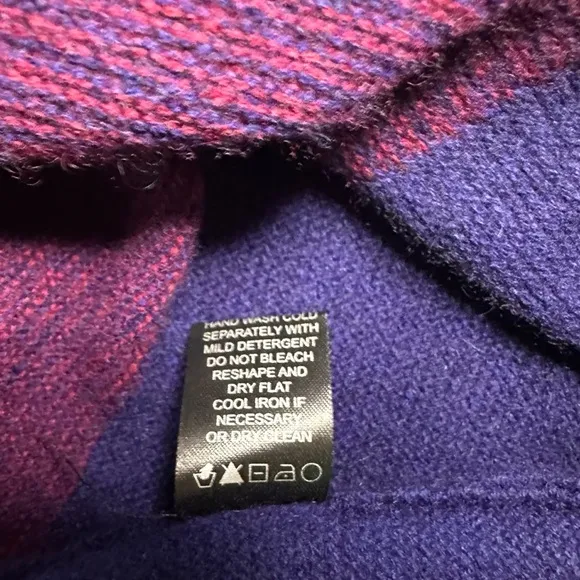 HAND WASH COLD
SEPARATELY WITH
MILD DETERGENT
DO NOT BLEACH
RESHAPE AND
DRY FLAT
COOL IRON IF
NECESSARY
OR DRY CLEAN